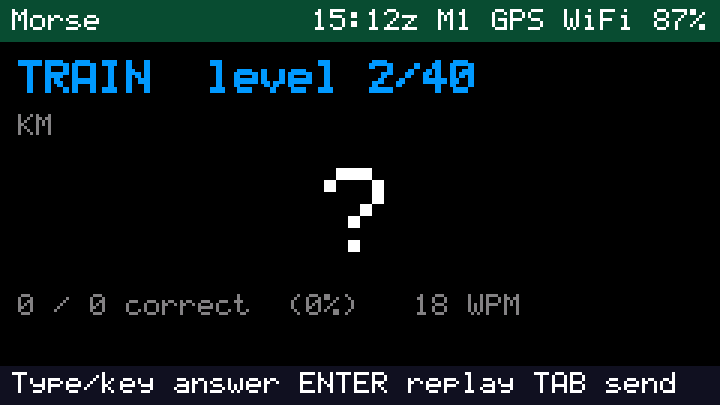 Morse 15:12z M1 GPS WiFi 87%
TRAIN level 2/40
KM
?
0 / 0 correct (0%) 18 WPM
Type/key answer ENTER replay TAB send